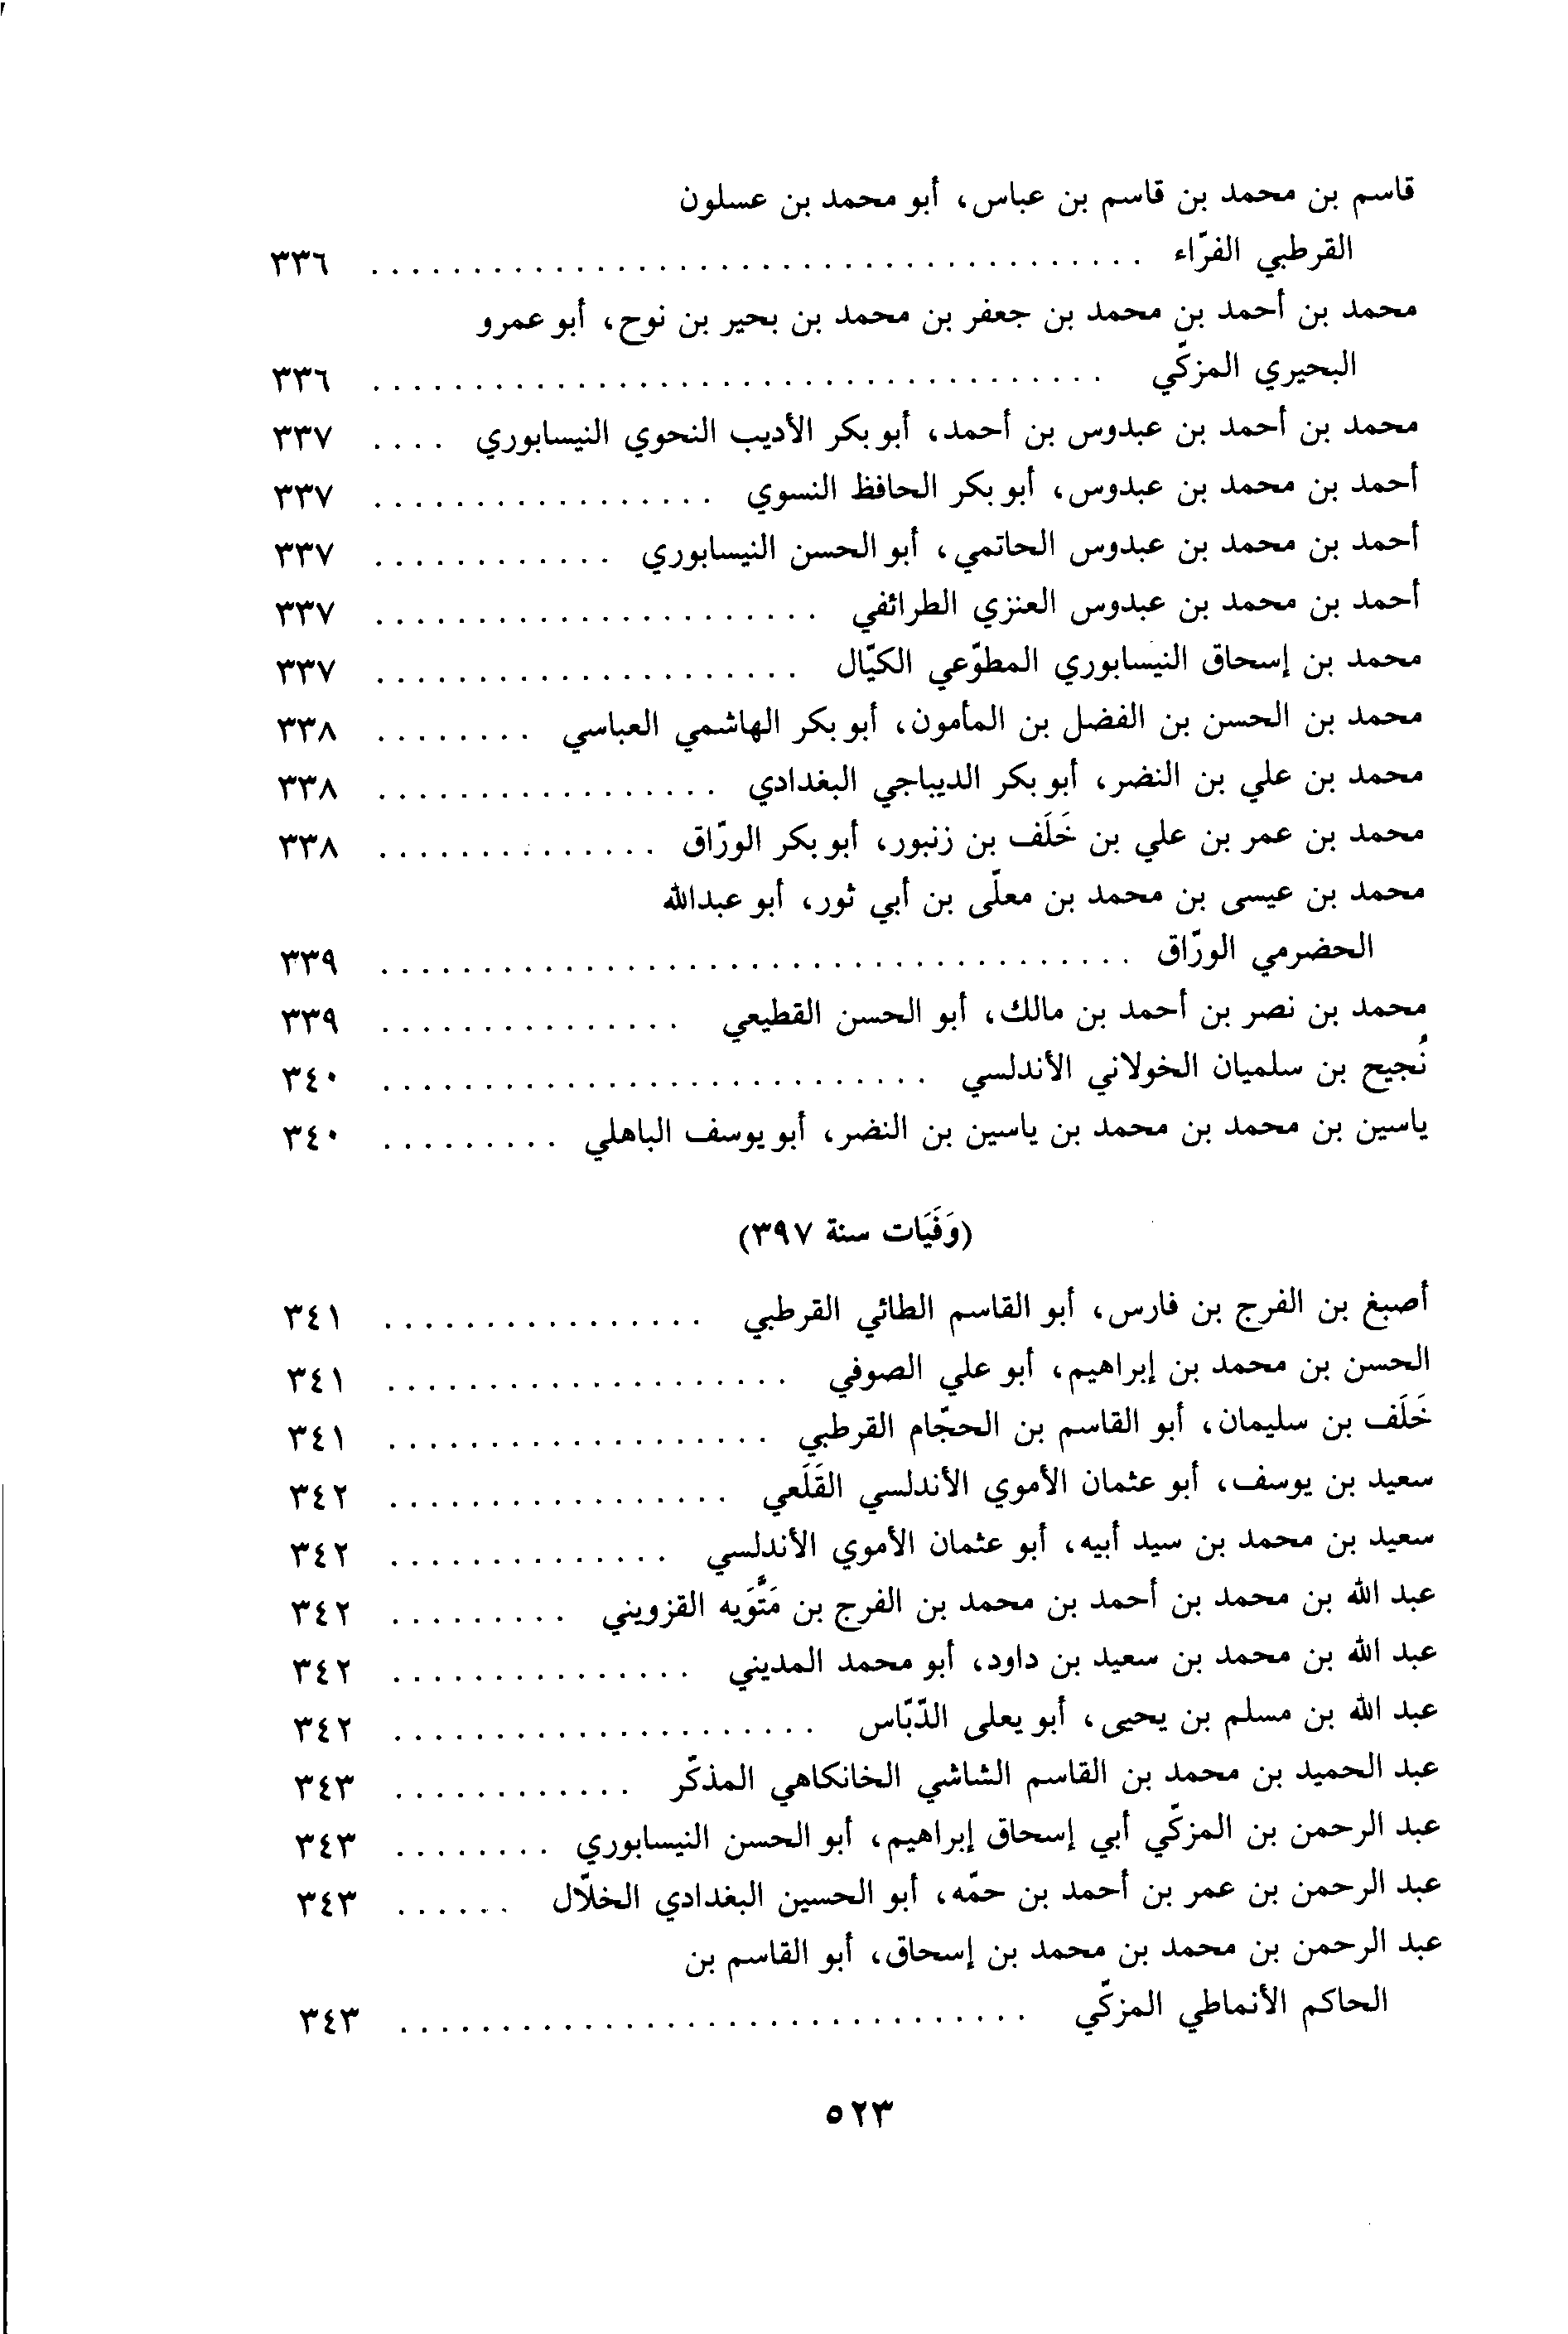 قاسم بن محمد بن قاسم بن عباس، أبو محمد بن عسلون
القرطبي الفرّاء . . . . . . . . . . . . . . . . . . . . ٣٣٦
محمد بن أحمد بن محمد بن جعفر بن محمد بن بحير بن نوح، أبو عمرو
البحيري المزكّي . . . . . . . . . . . . . . . . . . . . ٣٣٦
محمد بن أحمد بن عبدوس بن أحمد، أبو بكر الأديب النحوي النيسابوري . . . . ٣٣٧
أحمد بن محمد بن عبدوس، أبو بكر الحافظ النسوي . . . . . . . . . . ٣٣٧
أحمد بن محمد بن عبدوس الحاتمي، أبو الحسن النيسابوري . . . . . . . . ٣٣٧
أحمد بن محمد بن عبدوس العنزي الطرائفي . . . . . . . . . . . . ٣٣٧
محمد بن إسحاق النيسابوري المطوّعي الكيّال . . . . . . . . . . . . ٣٣٧
محمد بن الحسن بن الفضل بن المأمون، أبو بكر الهاشمي العباسي . . . . . . . . ٣٣٨
محمد بن علي بن النضر، أبو بكر الديباجي البغدادي . . . . . . . . . . ٣٣٨
محمد بن عمر بن علي بن خَلَف بن زنبور، أبو بكر الورّاق . . . . . . . . ٣٣٨
محمد بن عيسى بن محمد بن معلّى بن أبي ثور، أبو عبدالله
الحضرمي الورّاق . . . . . . . . . . . . . . . . . . . . ٣٣٩
محمد بن نصر بن أحمد بن مالك، أبو الحسن القطيعي . . . . . . . . . . ٣٣٩
نُجيح بن سلميان الخولاني الأندلسي . . . . . . . . . . . . . . ٣٤٠
ياسين بن محمد بن محمد بن ياسين بن النضر، أبو يوسف الباهلي . . . . . . . . . ٣٤٠
(وَفَيَات سنة ٣٩٧)
أصبغ بن الفرج بن فارس، أبو القاسم الطائي القرطبي . . . . . . . . . . ٣٤١
الحسن بن محمد بن إبراهيم، أبو علي الصوفي . . . . . . . . . . . . ٣٤١
خَلَف بن سليمان، أبو القاسم بن الحجّام القرطبي . . . . . . . . . . . . ٣٤١
سعيد بن يوسف، أبو عثمان الأموي الأندلسي القَلَعي . . . . . . . . . . ٣٤٢
سعيد بن محمد بن سيد أبيه، أبو عثمان الأموي الأندلسي . . . . . . . . . . ٣٤٢
عبد الله بن محمد بن أحمد بن محمد بن الفرج بن مَتُّوَيه القزويني . . . . . . . . . ٣٤٢
عبد الله بن محمد بن سعيد بن داود، أبو محمد المديني . . . . . . . . . . ٣٤٢
عبد الله بن مسلم بن يحيى، أبو يعلى الدّبّاس . . . . . . . . . . . . ٣٤٢
عبد الحميد بن محمد بن القاسم الشاشي الخانكاهي المذكّر . . . . . . . . . . ٣٤٣
عبد الرحمن بن المزكّي أبي إسحاق إبراهيم، أبو الحسن النيسابوري . . . . . . . . ٣٤٣
عبد الرحمن بن عمر بن أحمد بن حمّه، أبو الحسين البغدادي الخلّال . . . . . . ٣٤٣
عبد الرحمن بن محمد بن محمد بن إسحاق، أبو القاسم بن
الحاكم الأنماطي المزكّي . . . . . . . . . . . . . . . . . . ٣٤٣
٥٢٣